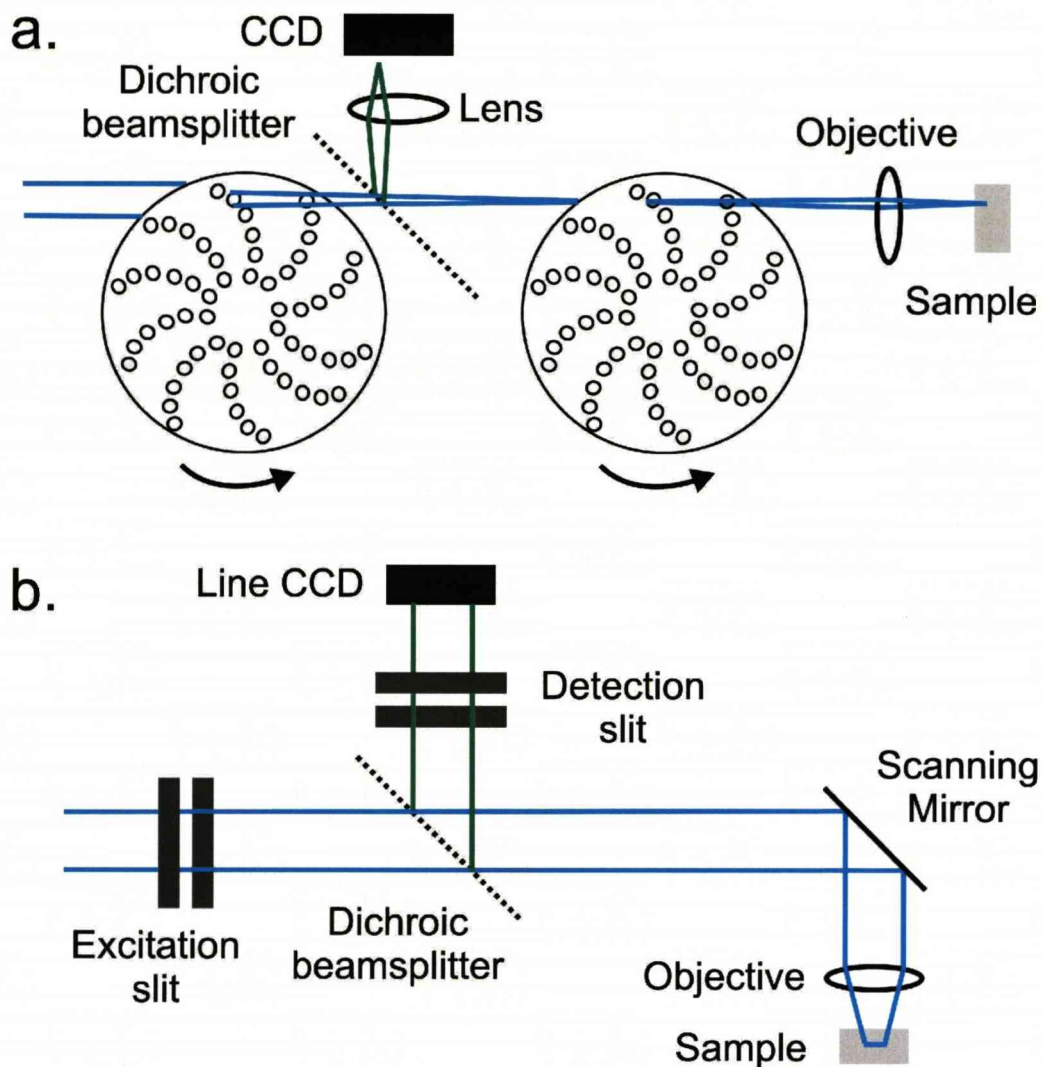 a.
CCD
Dichroic
beamsplitter
Lens
Objective
Sample
b.
Line CCD
Detection
slit
Scanning
Mirror
Excitation
slit
Dichroic
beamsplitter
Objective
Sample